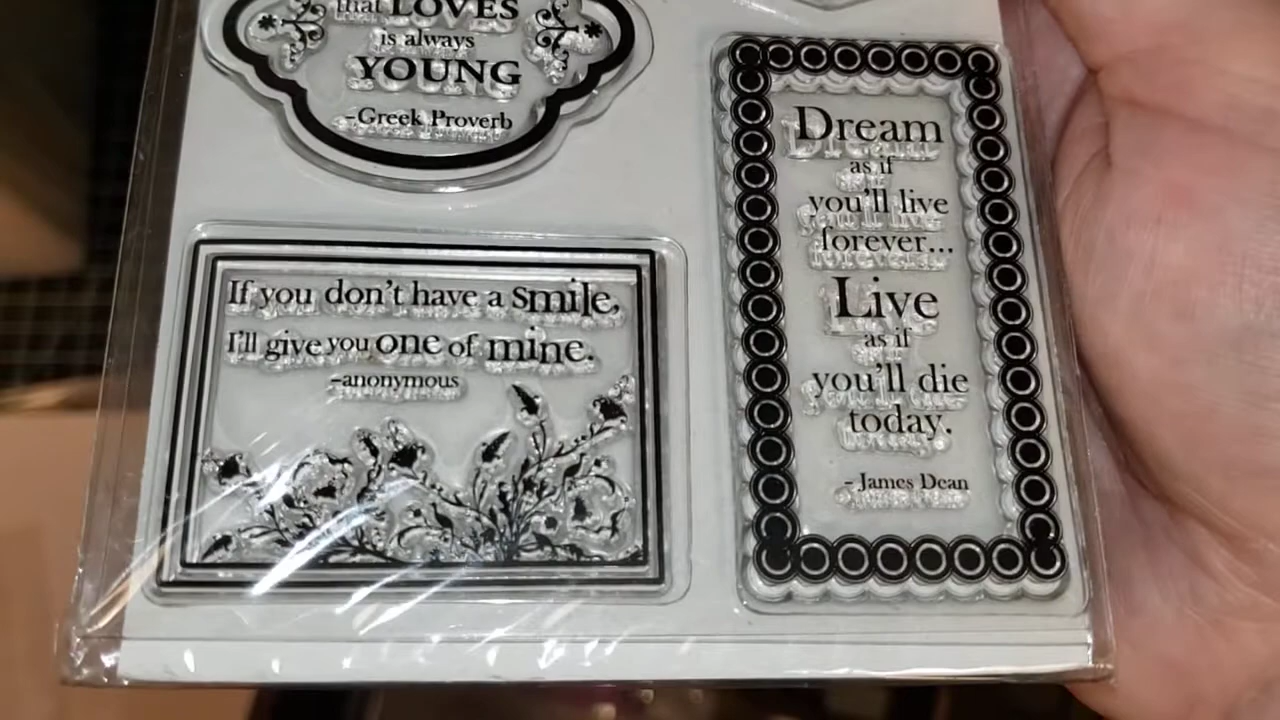 that LOVES
is always
YOUNG
-Greek Proverb
If you don't have a smile,
I'll give you one of mine.
-anonymous
Dream
as if
you'll live
forever...
Live
as if
you'll die
today.
- James Dean